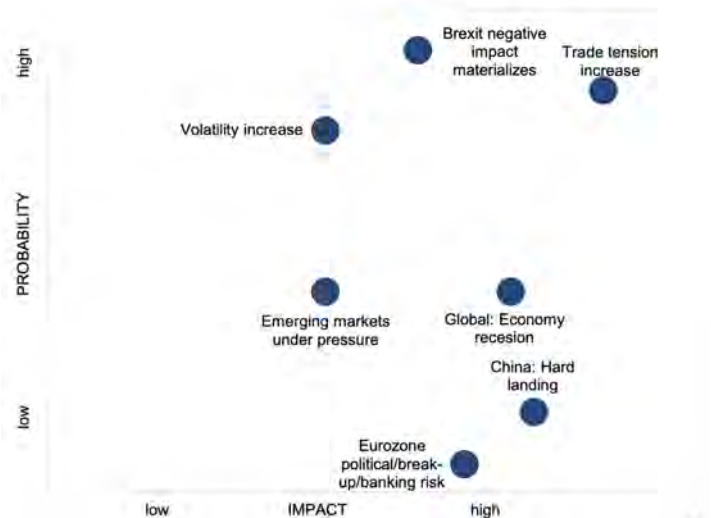 high
Brexit negative
impact
materializes
Trade tension
increase
Volatility increase
PROBABILITY
Emerging markets
under pressure
Global: Economy
recesion
China: Hard
landing
low
Eurozone
political/break-
up/banking risk
low
IMPACT
high